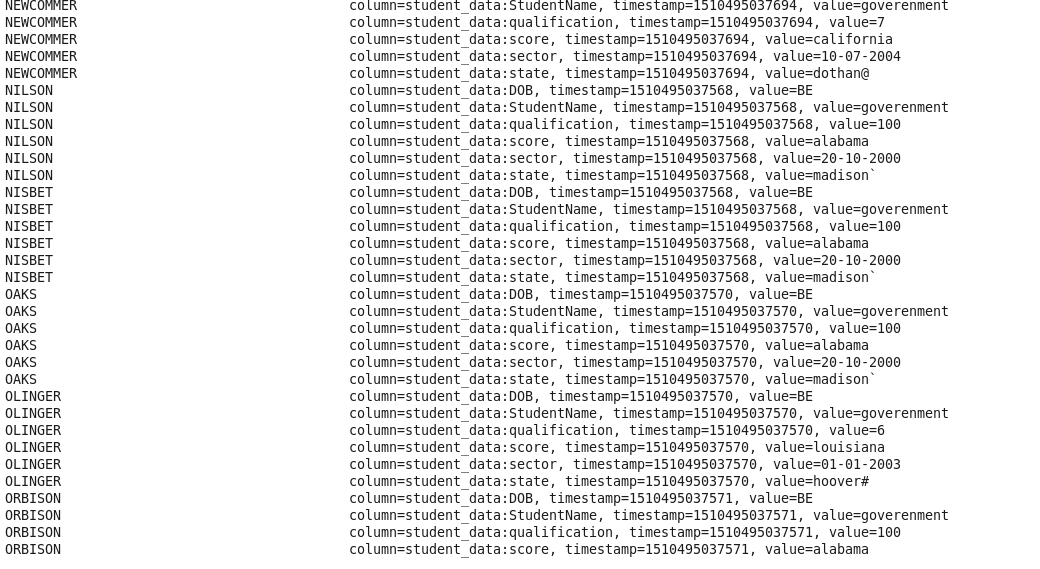 NEWCOMMER column=student_data:StudentName, timestamp=1510495037694, value=goverenment
NEWCOMMER column=student_data:qualification, timestamp=1510495037694, value=7
NEWCOMMER column=student_data:score, timestamp=1510495037694, value=california
NEWCOMMER column=student_data:sector, timestamp=1510495037694, value=10-07-2004
NEWCOMMER column=student_data:state, timestamp=1510495037694, value=dothan@
NILSON column=student_data:DOB, timestamp=1510495037568, value=BE
NILSON column=student_data:StudentName, timestamp=1510495037568, value=goverenment
NILSON column=student_data:qualification, timestamp=1510495037568, value=100
NILSON column=student_data:score, timestamp=1510495037568, value=alabama
NILSON column=student_data:sector, timestamp=1510495037568, value=20-10-2000
NILSON column=student_data:state, timestamp=1510495037568, value=madison`
NISBET column=student_data:DOB, timestamp=1510495037568, value=BE
NISBET column=student_data:StudentName, timestamp=1510495037568, value=goverenment
NISBET column=student_data:qualification, timestamp=1510495037568, value=100
NISBET column=student_data:score, timestamp=1510495037568, value=alabama
NISBET column=student_data:sector, timestamp=1510495037568, value=20-10-2000
NISBET column=student_data:state, timestamp=1510495037568, value=madison`
OAKS column=student_data:DOB, timestamp=1510495037570, value=BE
OAKS column=student_data:StudentName, timestamp=1510495037570, value=goverenment
OAKS column=student_data:qualification, timestamp=1510495037570, value=100
OAKS column=student_data:score, timestamp=1510495037570, value=alabama
OAKS column=student_data:sector, timestamp=1510495037570, value=20-10-2000
OAKS column=student_data:state, timestamp=1510495037570, value=madison`
OLINGER column=student_data:DOB, timestamp=1510495037570, value=BE
OLINGER column=student_data:StudentName, timestamp=1510495037570, value=goverenment
OLINGER column=student_data:qualification, timestamp=1510495037570, value=6
OLINGER column=student_data:score, timestamp=1510495037570, value=louisiana
OLINGER column=student_data:sector, timestamp=1510495037570, value=01-01-2003
OLINGER column=student_data:state, timestamp=1510495037570, value=hoover#
ORBISON column=student_data:DOB, timestamp=1510495037571, value=BE
ORBISON column=student_data:StudentName, timestamp=1510495037571, value=goverenment
ORBISON column=student_data:qualification, timestamp=1510495037571, value=100
ORBISON column=student_data:score, timestamp=1510495037571, value=alabama